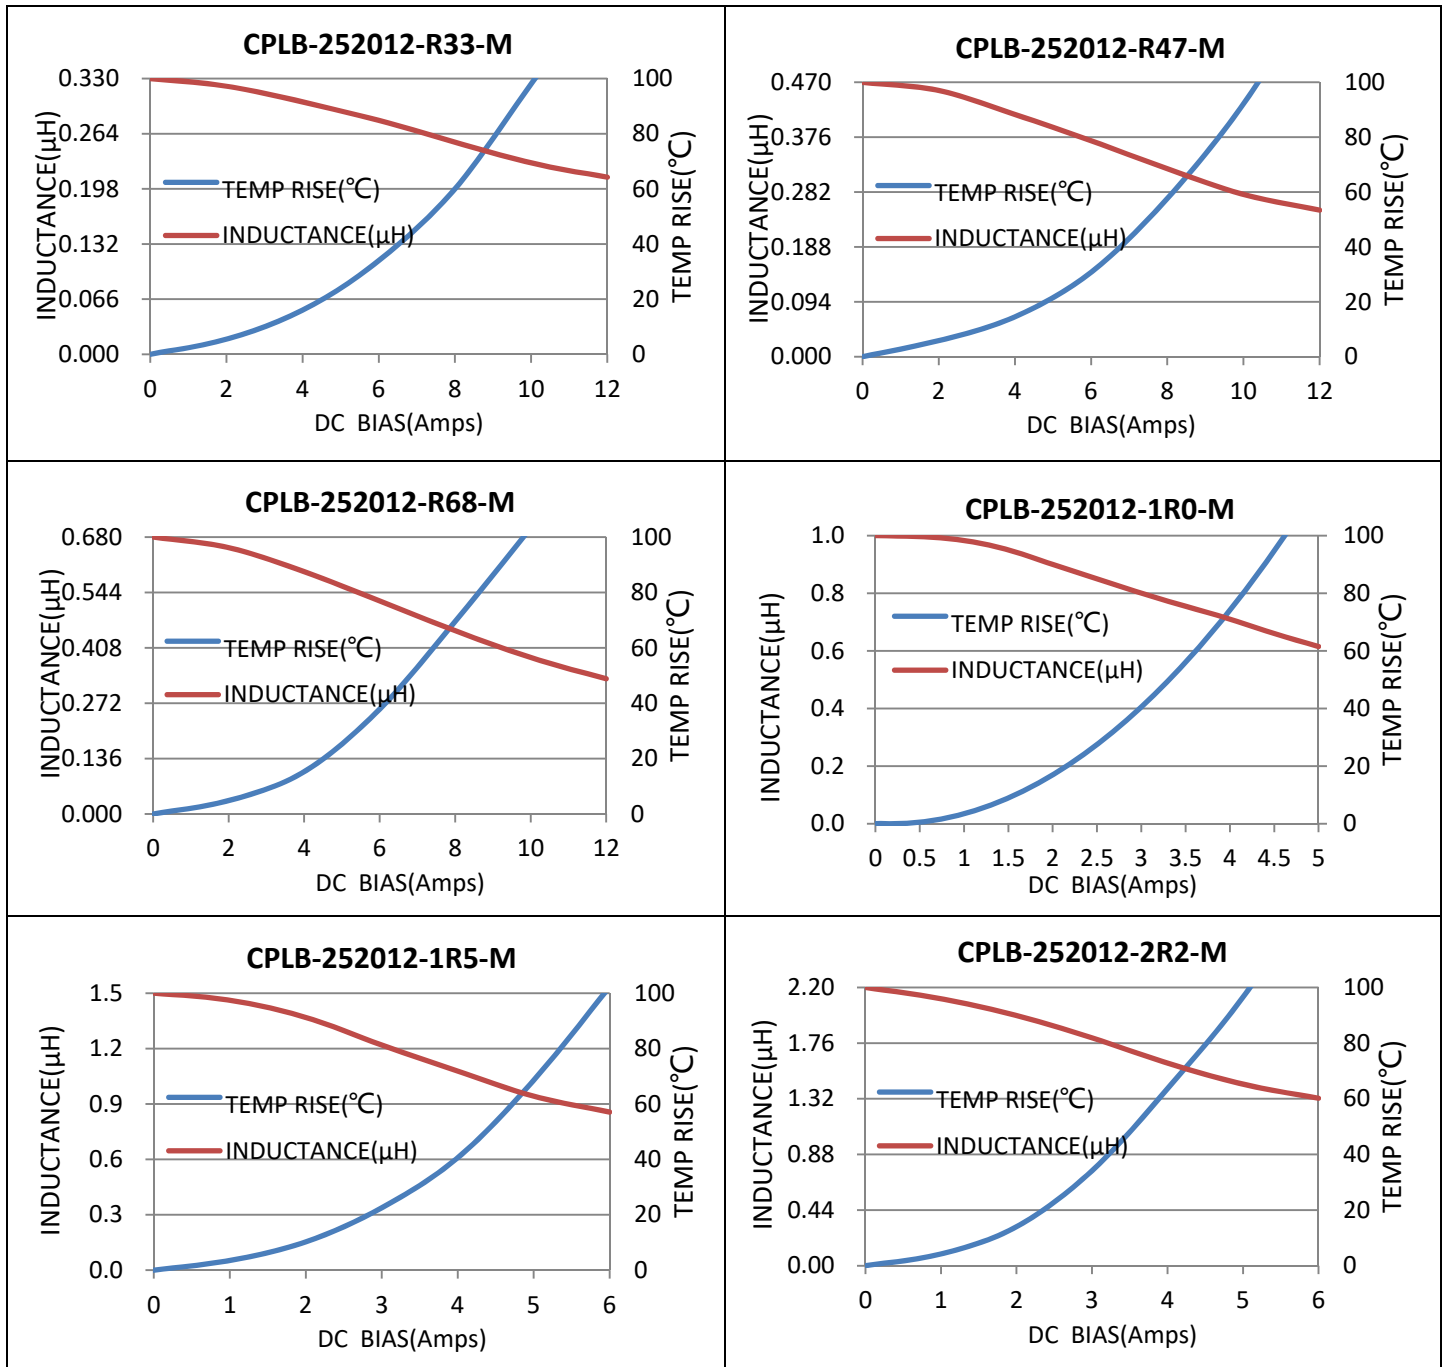 CPLB-252012-R33-M
INDUCTANCE(µH)
0.330
0.264
0.198
0.132
0.066
0.000
TEMP RISE(℃)
INDUCTANCE(µH)
100
80
60
40
20
0
TEMP RISE(℃)
0 2 4 6 8 10 12
DC BIAS(Amps)
CPLB-252012-R47-M
INDUCTANCE(µH)
0.470
0.376
0.282
0.188
0.094
0.000
TEMP RISE(℃)
INDUCTANCE(µH)
100
80
60
40
20
0
TEMP RISE(℃)
0 2 4 6 8 10 12
DC BIAS(Amps)
CPLB-252012-R68-M
INDUCTANCE(µH)
0.680
0.544
0.408
0.272
0.136
0.000
TEMP RISE(℃)
INDUCTANCE(µH)
100
80
60
40
20
0
TEMP RISE(℃)
0 2 4 6 8 10 12
DC BIAS(Amps)
CPLB-252012-1R0-M
INDUCTANCE(µH)
1.0
0.8
0.6
0.4
0.2
0.0
TEMP RISE(℃)
INDUCTANCE(µH)
100
80
60
40
20
0
TEMP RISE(℃)
0 0.5 1 1.5 2 2.5 3 3.5 4 4.5 5
DC BIAS(Amps)
CPLB-252012-1R5-M
INDUCTANCE(µH)
1.5
1.2
0.9
0.6
0.3
0.0
TEMP RISE(℃)
INDUCTANCE(µH)
100
80
60
40
20
0
TEMP RISE(℃)
0 1 2 3 4 5 6
DC BIAS(Amps)
CPLB-252012-2R2-M
INDUCTANCE(µH)
2.20
1.76
1.32
0.88
0.44
0.00
TEMP RISE(℃)
INDUCTANCE(µH)
100
80
60
40
20
0
TEMP RISE(℃)
0 1 2 3 4 5 6
DC BIAS(Amps)